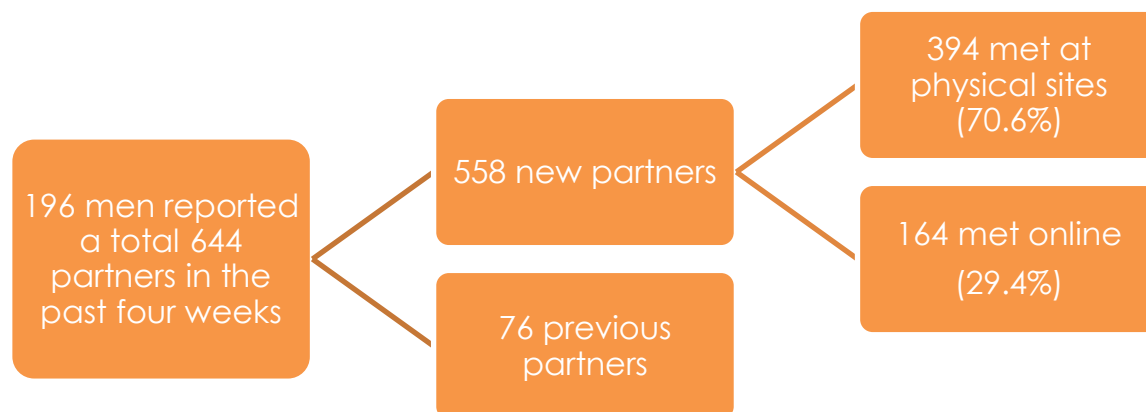 196 men reported
a total 644
partners in the
past four weeks
558 new partners
76 previous
partners
394 met at
physical sites
(70.6%)
164 met online
(29.4%)